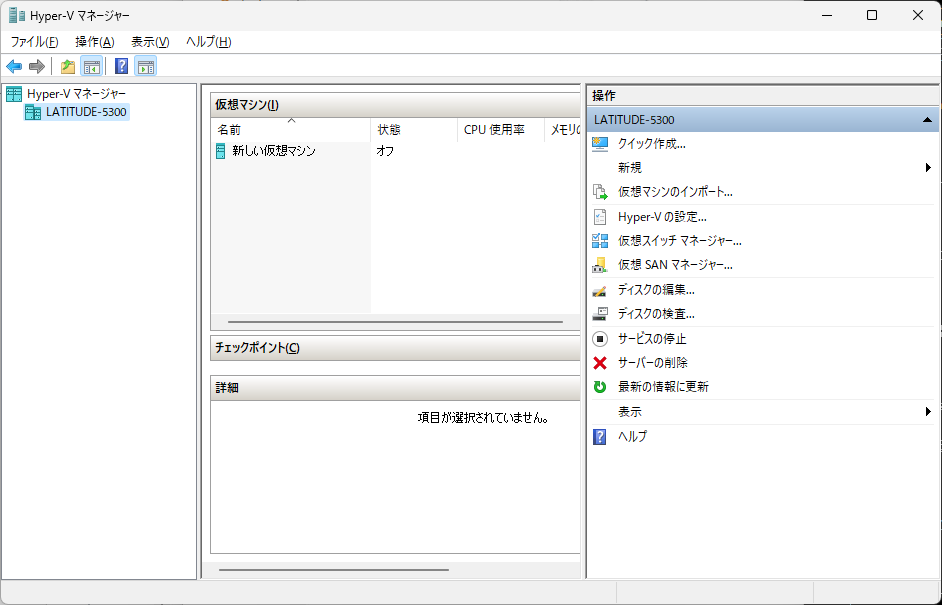 Hyper-V マネージャー
ファイル(F) 操作(A) 表示(V) ヘルプ(H)
Hyper-V マネージャー
LATITUDE-5300
仮想マシン(I)
名前 状態 CPU 使用率 メモリの
新しい仮想マシン オフ
チェックポイント(C)
詳細
項目が選択されていません。
操作
LATITUDE-5300
クイック作成...
新規
仮想マシンのインポート...
Hyper-V の設定...
仮想スイッチ マネージャー...
仮想 SAN マネージャー...
ディスクの編集...
ディスクの検査...
サービスの停止
サーバーの削除
最新の情報に更新
表示
ヘルプ